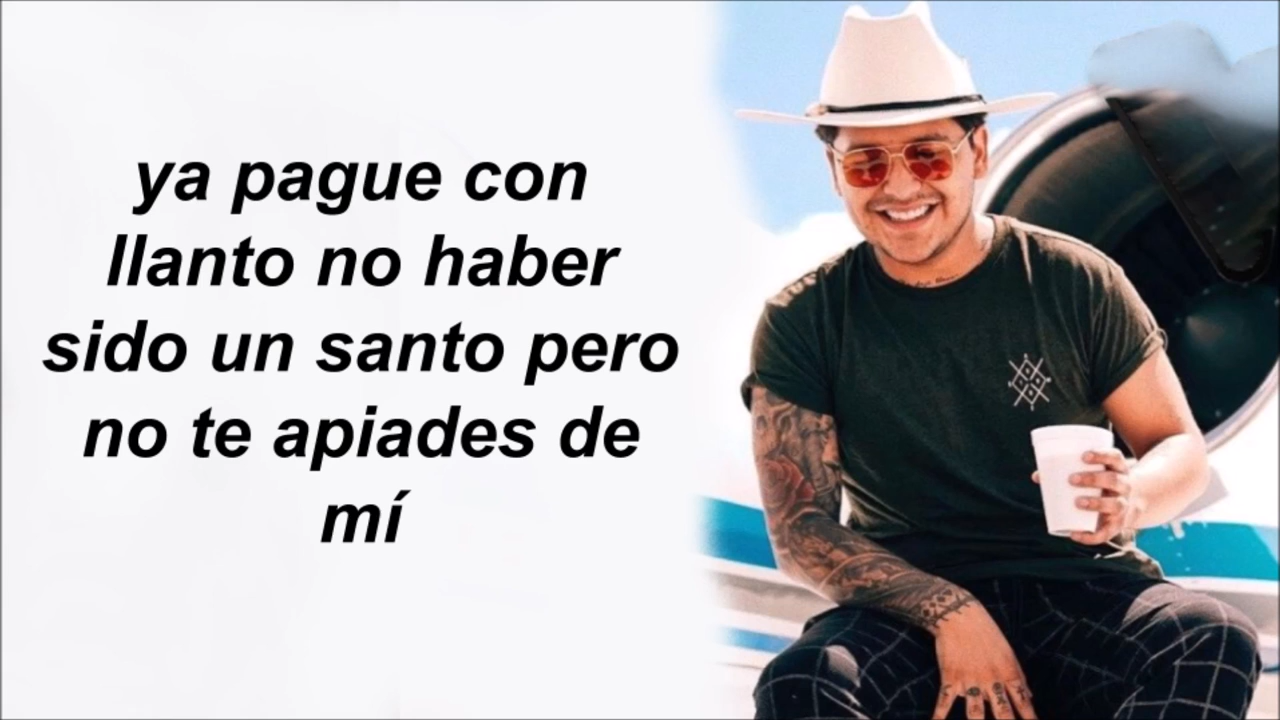 ya pague con
llanto no haber
sido un santo pero
no te apiades de
mí